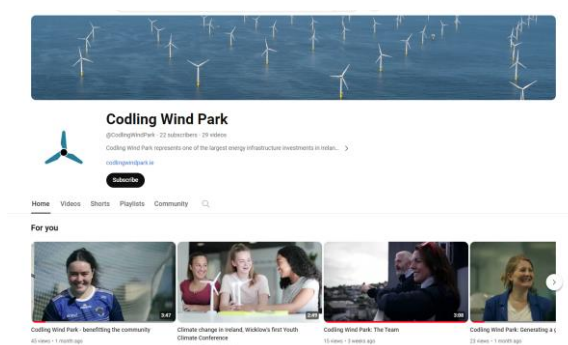 Codling Wind Park
@CodlingWindPark · 22 subscribers · 29 videos
Codling Wind Park represents one of the largest energy infrastructure investments in Irelan...
codlingwindpark.ie
Subscribe
Home Videos Shorts Playlists Community
For you
3:47
2:49
3:08
Codling Wind Park - benefitting the community
Climate change in Ireland, Wicklow's first Youth
Climate Conference
Codling Wind Park: The Team
Codling Wind Park: Generating a g
45 views · 1 month ago
15 views · 3 weeks ago
23 views · 1 month ago